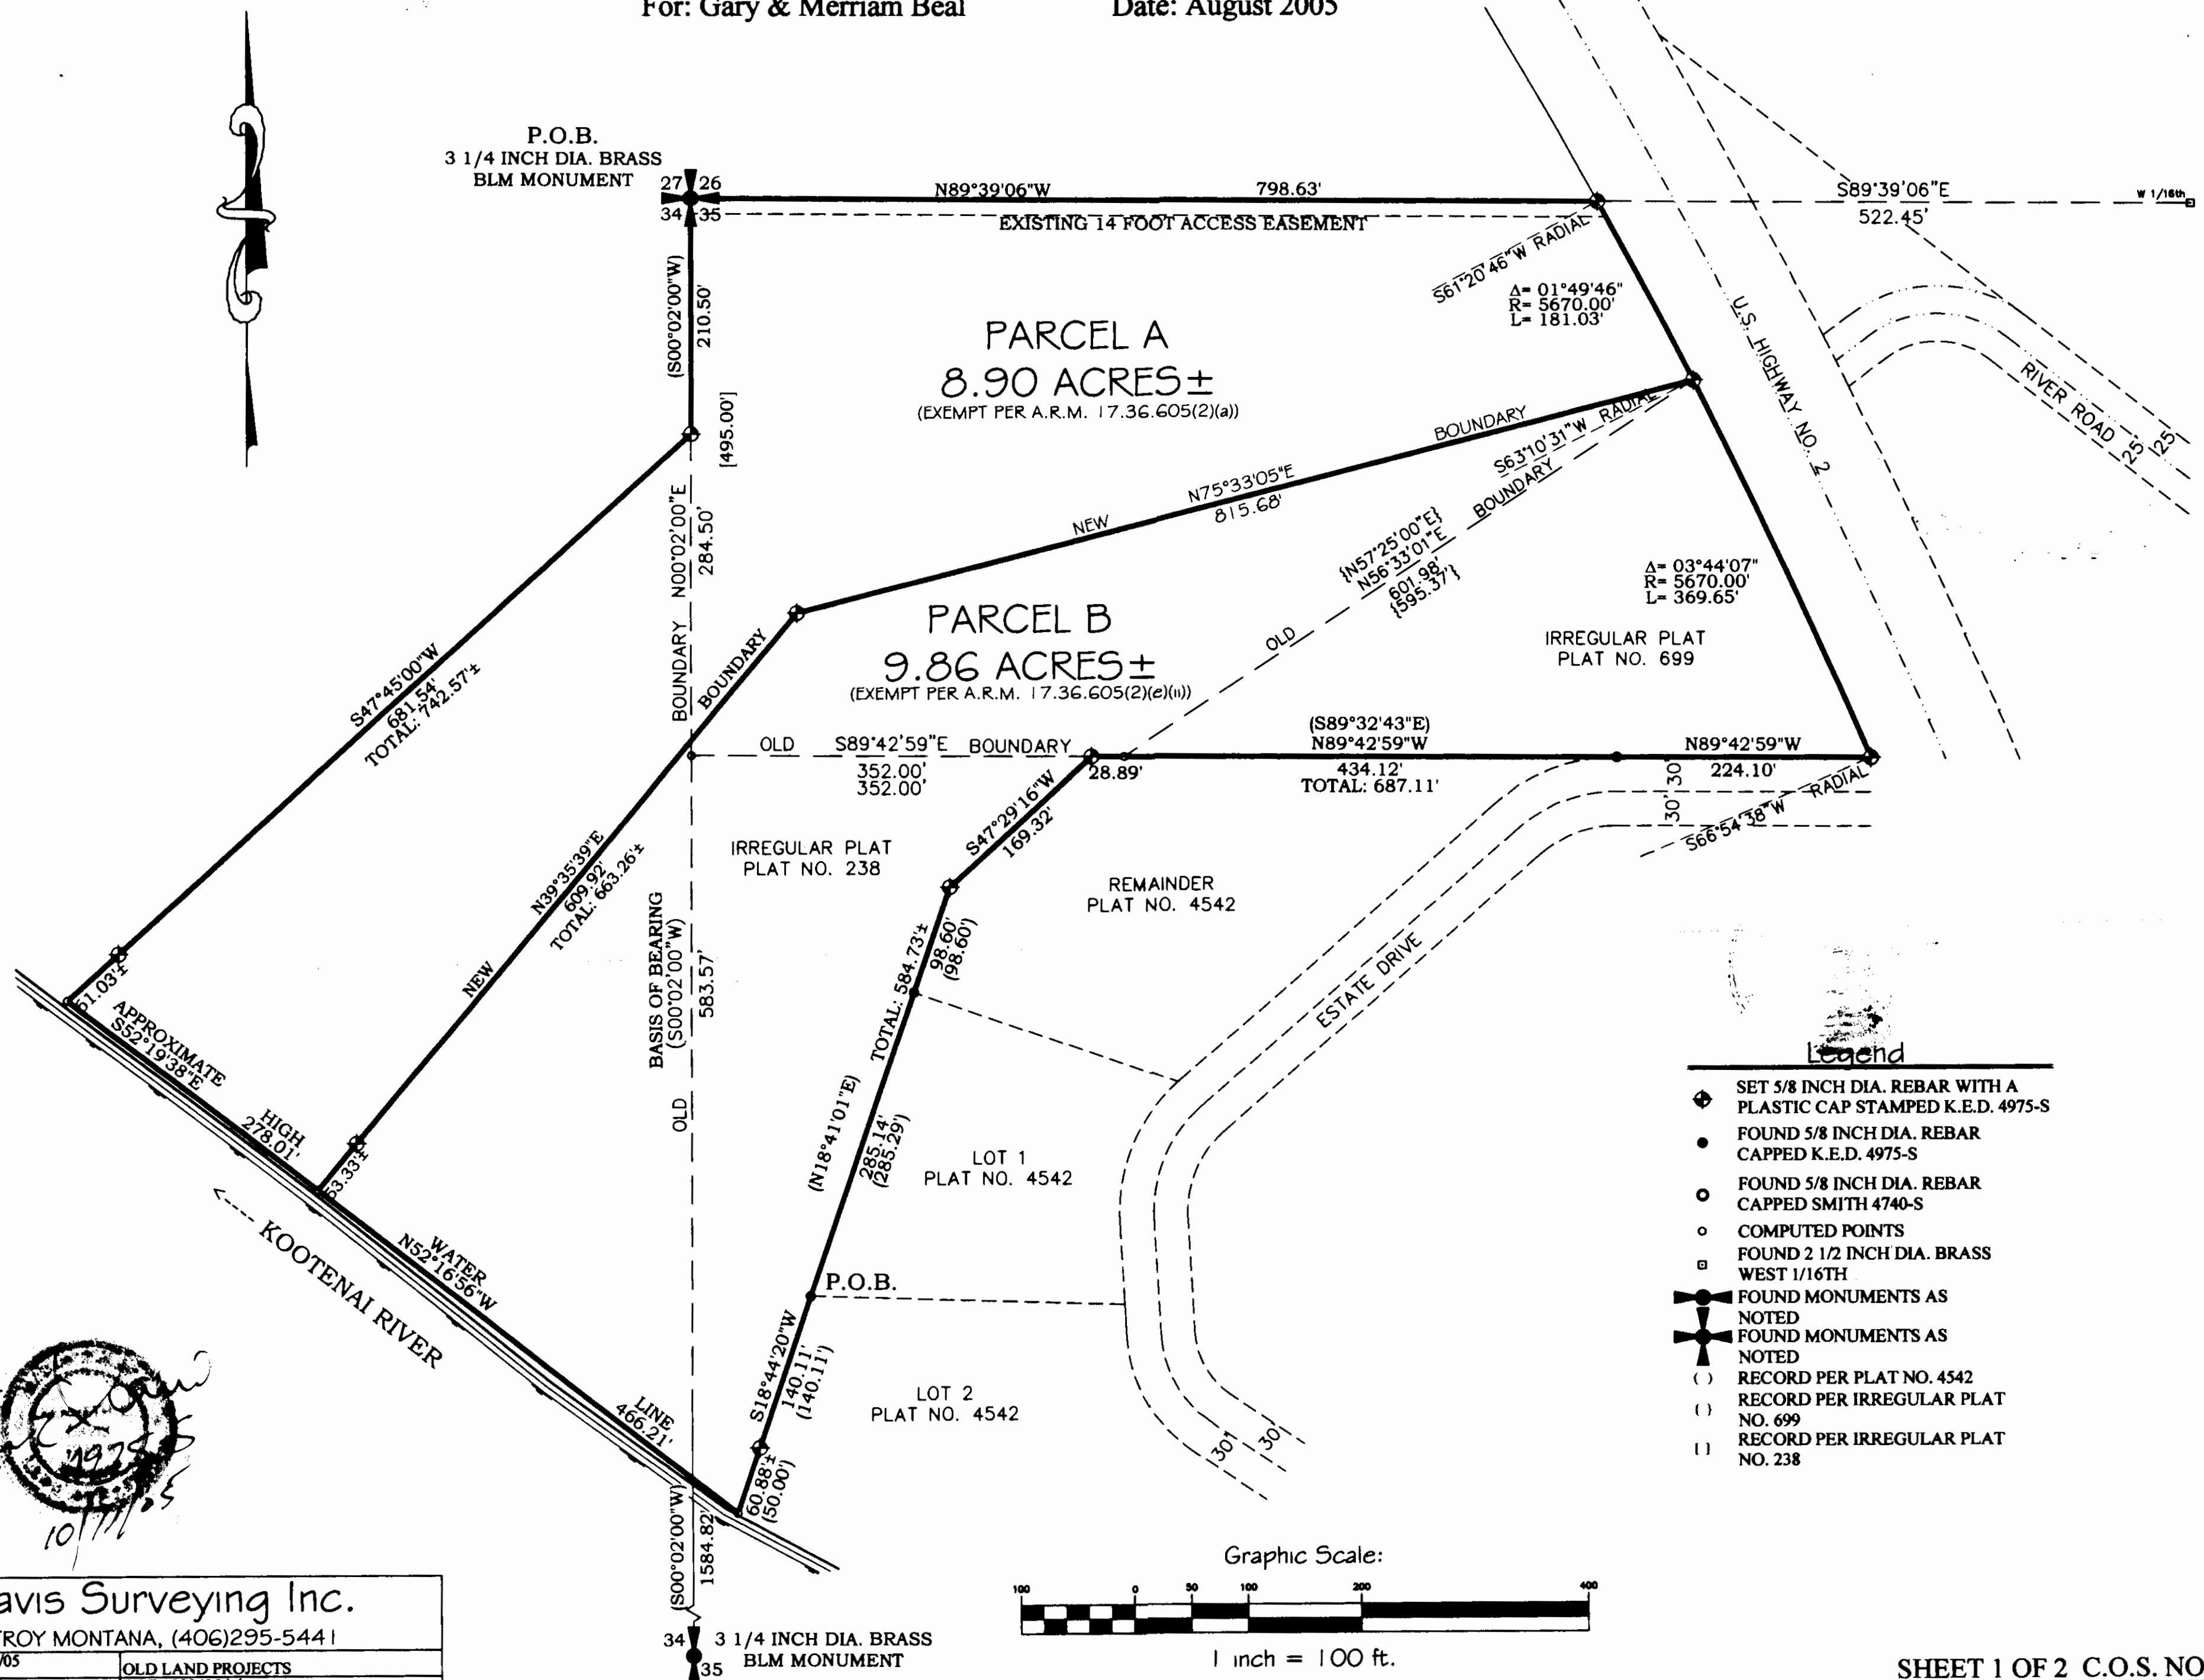 For: Gary & Merriam Beal
Date: August 2005
P.O.B.
3 1/4 INCH DIA. BRASS
BLM MONUMENT
27 26
34 35
N89°39'06"W 798.63'
EXISTING 14 FOOT ACCESS EASEMENT
S89°39'06"E
522.45'
W 1/16th
S61°20'46"W RADIAL
Δ= 01°49'46"
R= 5670.00'
L= 181.03'
(S00°02'00"W)
210.50'
[495.00']
PARCEL A
8.90 ACRES±
(EXEMPT PER A.R.M. 17.36.605(2)(a))
U.S. HIGHWAY NO. 2
RIVER ROAD
25
25
NEW BOUNDARY
N75°33'05"E
815.68'
S63°10'31"W RADIAL
OLD BOUNDARY
{N57°25'00"E}
N56°33'01"E
601.98'
{595.37'}
BOUNDARY N00°02'00"E
284.50'
S47°45'00"W
681.54'
TOTAL: 742.57'±
61.03'±
PARCEL B
9.86 ACRES±
(EXEMPT PER A.R.M. 17.36.605(2)(e)(ii))
Δ= 03°44'07"
R= 5670.00'
L= 369.65'
IRREGULAR PLAT
PLAT NO. 699
NEW BOUNDARY
N39°35'39"E
609.92'
TOTAL: 663.26'±
53.33'±
OLD S89°42'59"E BOUNDARY
352.00'
352.00'
28.89'
(S89°32'43"E)
N89°42'59"W
434.12'
TOTAL: 687.11'
N89°42'59"W
224.10'
30' 30'
S66°54'38"W RADIAL
S47°29'16"W
169.32'
IRREGULAR PLAT
PLAT NO. 238
REMAINDER
PLAT NO. 4542
BASIS OF BEARING
(S00°02'00"W)
583.57'
OLD
98.60'
(98.60')
(N18°41'01"E) TOTAL: 584.73'±
285.14'
(285.29')
ESTATE DRIVE
LOT 1
PLAT NO. 4542
P.O.B.
S18°44'20"W
140.11'
(140.11')
LOT 2
PLAT NO. 4542
60.88'±
(50.00')
30' 30'
APPROXIMATE
S52°19'38"E
HIGH
278.01'
WATER
N52°16'56"W
LINE
466.21'
KOOTENAI RIVER
(S00°02'00"W)
1584.82'
34
35
3 1/4 INCH DIA. BRASS
BLM MONUMENT
Legend
SET 5/8 INCH DIA. REBAR WITH A
PLASTIC CAP STAMPED K.E.D. 4975-S
FOUND 5/8 INCH DIA. REBAR
CAPPED K.E.D. 4975-S
FOUND 5/8 INCH DIA. REBAR
CAPPED SMITH 4740-S
COMPUTED POINTS
FOUND 2 1/2 INCH DIA. BRASS
WEST 1/16TH
FOUND MONUMENTS AS
NOTED
FOUND MONUMENTS AS
NOTED
( ) RECORD PER PLAT NO. 4542
{ } RECORD PER IRREGULAR PLAT
NO. 699
[ ] RECORD PER IRREGULAR PLAT
NO. 238
Graphic Scale:
100 0 50 100 200 400
1 inch = 100 ft.
avis Surveying Inc.
ROY MONTANA, (406)295-5441
/05
OLD LAND PROJECTS
SHEET 1 OF 2 C.O.S. NO